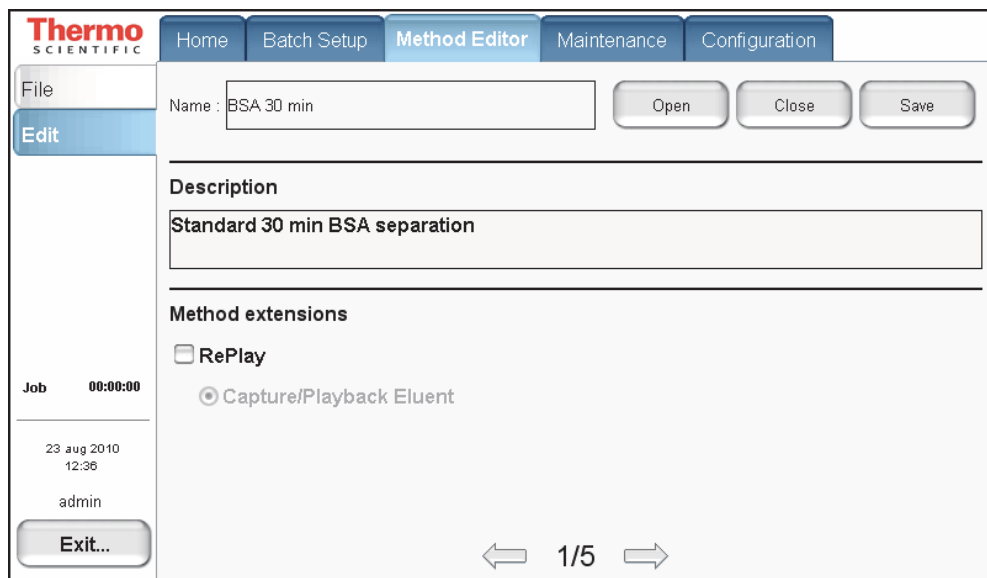 Thermo
SCIENTIFIC
Home
Batch Setup
Method Editor
Maintenance
Configuration
File
Edit
Name : BSA 30 min
Open
Close
Save
Description
Standard 30 min BSA separation
Method extensions
RePlay
Capture/Playback Eluent
Job 00:00:00
23 aug 2010
12:36
admin
Exit...
1/5